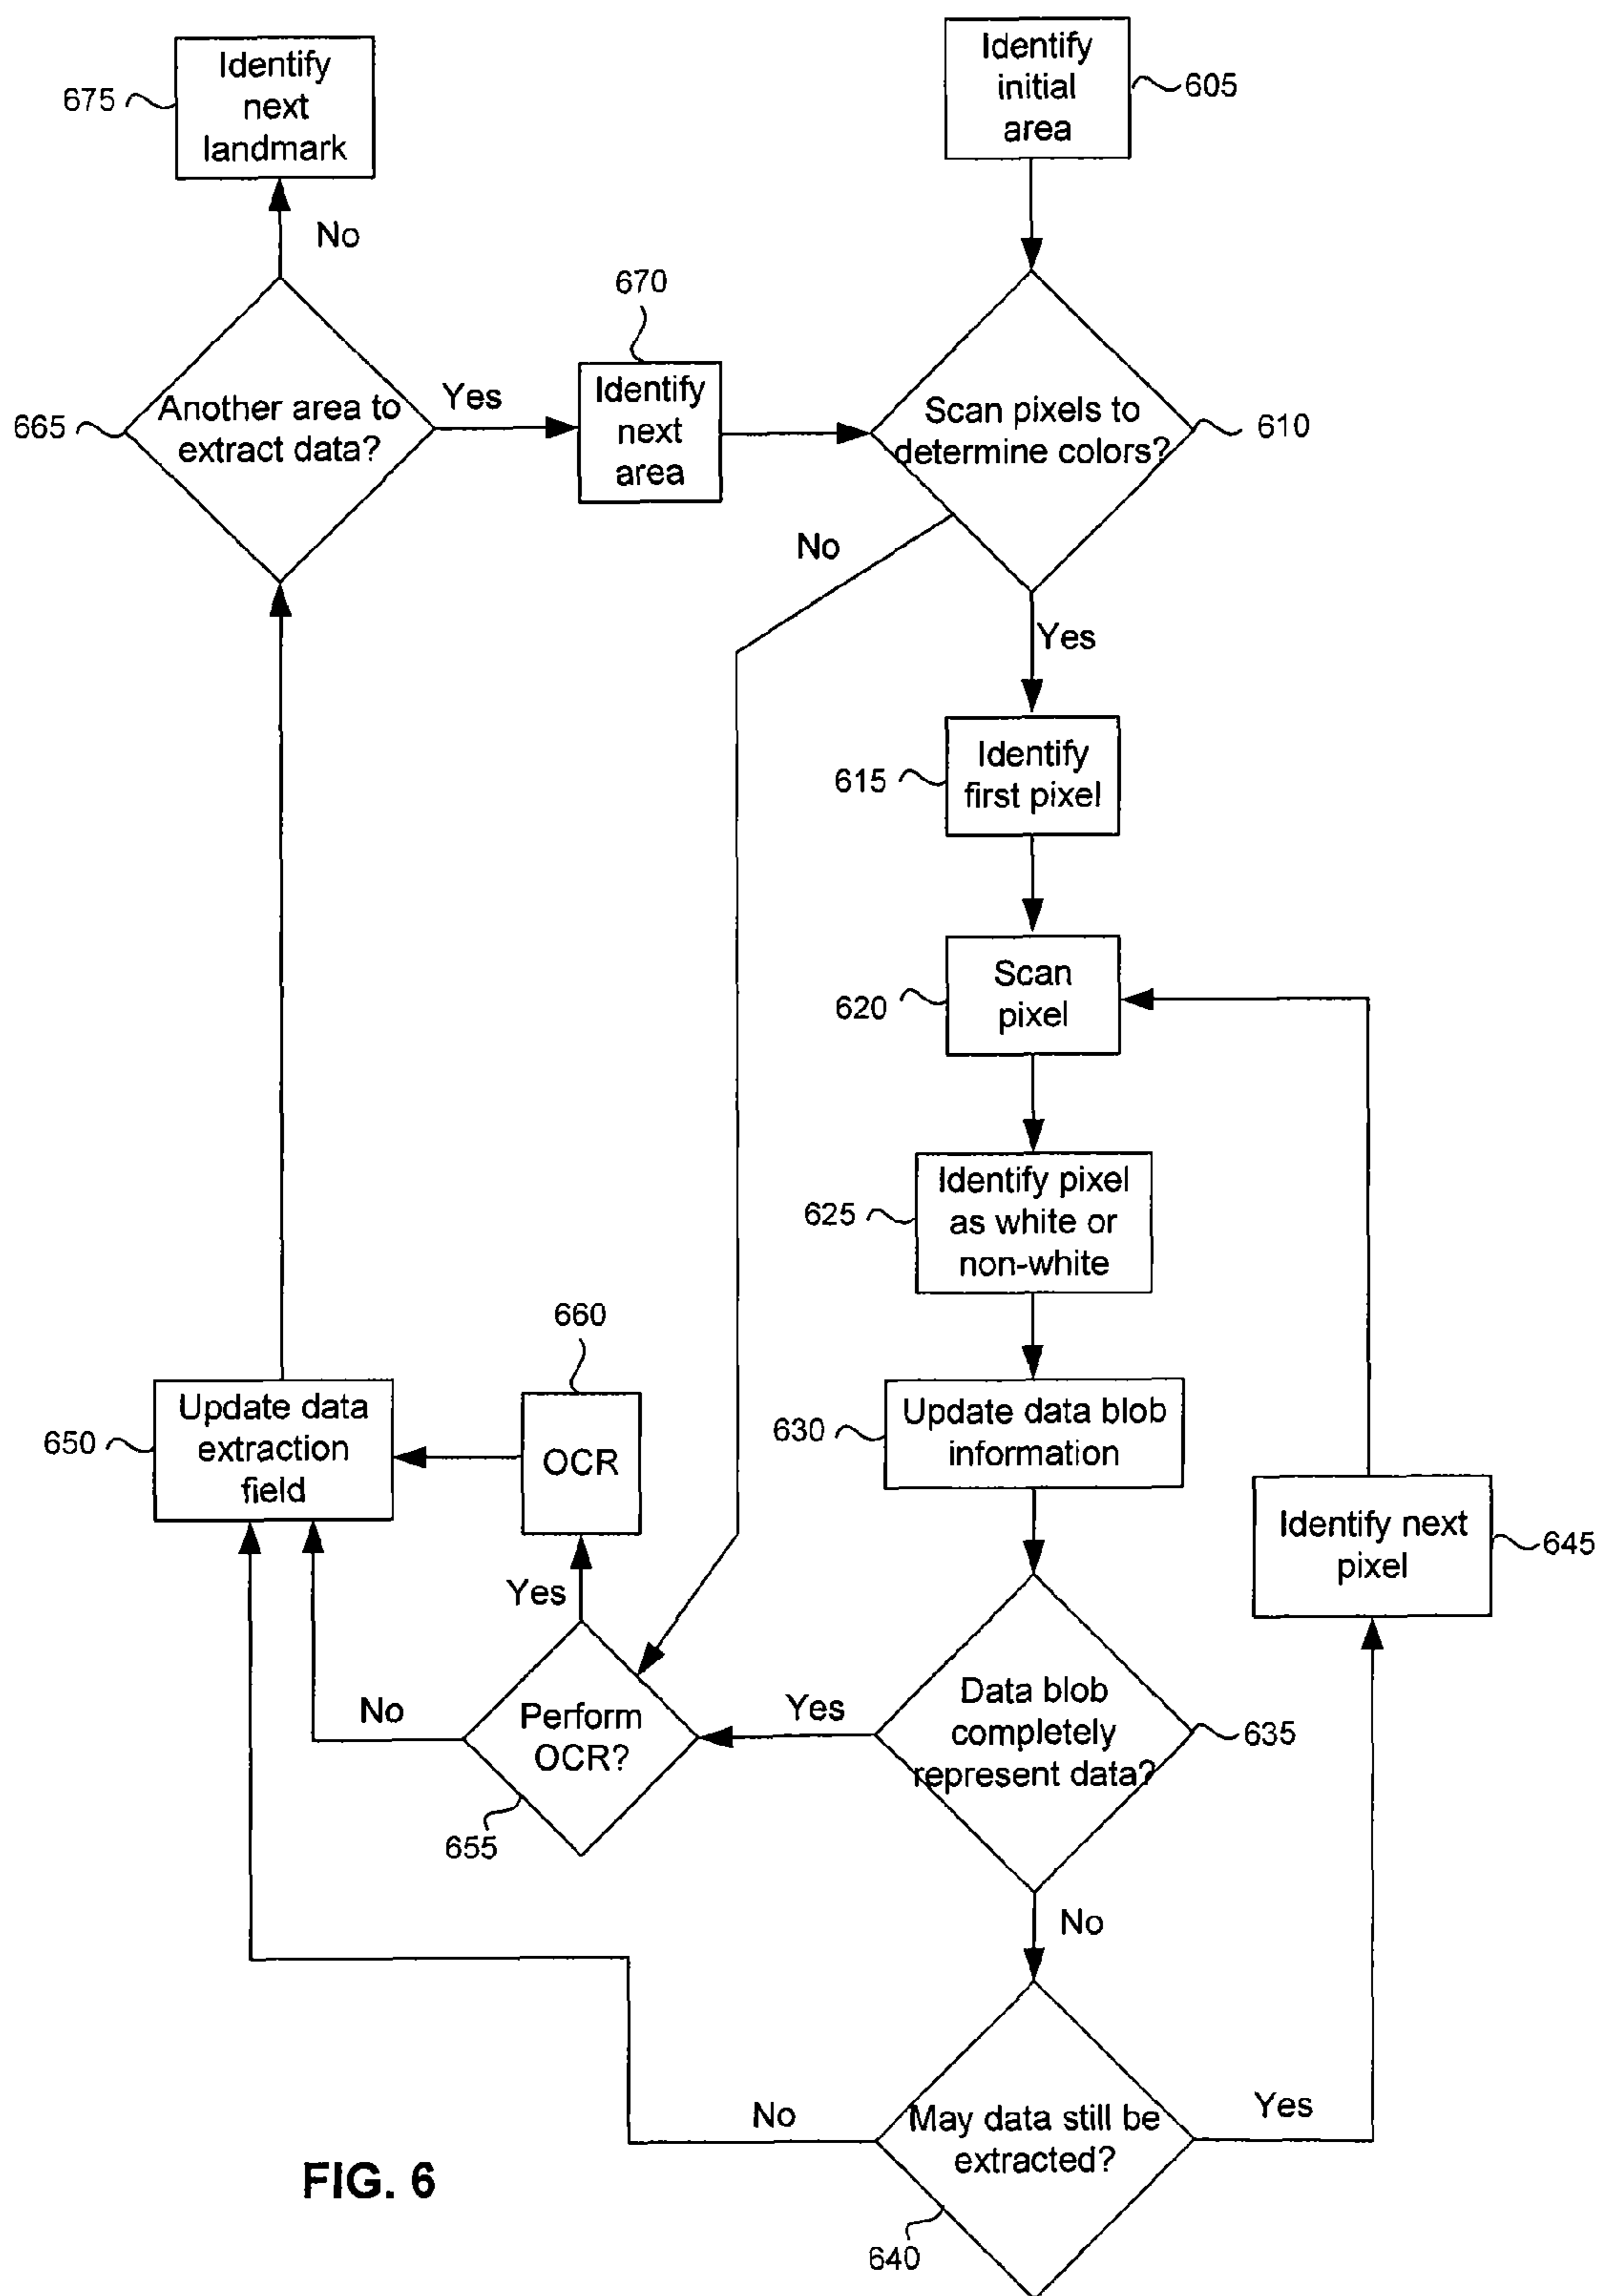 Identify
initial
area
605
Identify
next
landmark
675
No
670
Another area to
extract data?
665
Yes
Identify
next
area
Scan pixels to
determine colors?
610
No
Yes
Identify
first pixel
615
Scan
pixel
620
Identify pixel
as white or
non-white
625
660
Update data
extraction
field
650
OCR
Update data blob
information
630
Identify next
pixel
645
Yes
No
Perform
OCR?
655
Yes
Data blob
completely
represent data?
635
No
No
May data still be
extracted?
640
Yes
FIG. 6